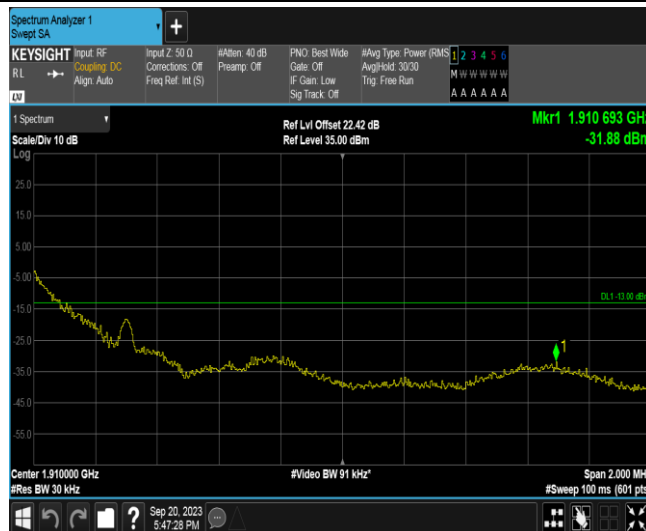 Spectrum Analyzer 1
Swept SA
+
KEYSIGHT Input: RF Input Z: 50 Ω #Atten: 40 dB PNO: Best Wide #Avg Type: Power (RMS 1 2 3 4 5 6
RL Coupling: DC Corrections: Off Preamp: Off Gate: Off Avg|Hold: 30/30 M W W W W W
Align: Auto Freq Ref: Int (S) IF Gain: Low Trig: Free Run
Sig Track: Off A A A A A A
LXI
1 Spectrum Ref Lvl Offset 22.42 dB Mkr1 1.910 693 GHz
Scale/Div 10 dB Ref Level 35.00 dBm -31.88 dBm
Log
25.0
15.0
5.00
-5.00
DL1 -13.00 dBm
-15.0
-25.0
1
-35.0
-45.0
-55.0
Center 1.910000 GHz #Video BW 91 kHz* Span 2.000 MH
#Res BW 30 kHz #Sweep 100 ms (601 pts
? Sep 20, 2023
5:47:28 PM